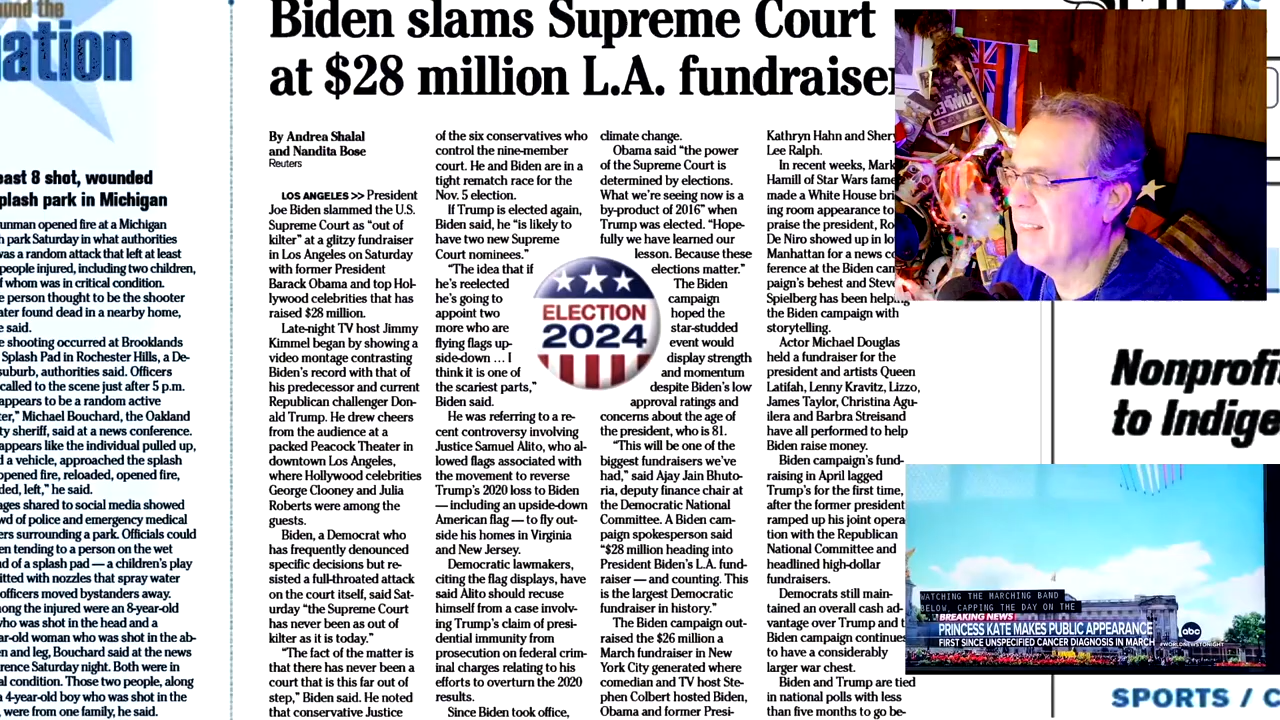 ound the
ation
east 8 shot, wounded
plash park in Michigan
unman opened fire at a Michigan
h park Saturday in what authorities
was a random attack that left at least
people injured, including two children,
f whom was in critical condition.
e person thought to be the shooter
ater found dead in a nearby home,
e said.
e shooting occurred at Brooklands
Splash Pad in Rochester Hills, a De-
suburb, authorities said. Officers
called to the scene just after 5 p.m.
appears to be a random active
ter," Michael Bouchard, the Oakland
ty sheriff, said at a news conference.
appears like the individual pulled up,
d a vehicle, approached the splash
opened fire, reloaded, opened fire,
ded, left," he said.
ages shared to social media showed
wd of police and emergency medical
ers surrounding a park. Officials could
en tending to a person on the wet
d of a splash pad — a children's play
itted with nozzles that spray water
officers moved bystanders away.
ong the injured were an 8-year-old
who was shot in the head and a
ar-old woman who was shot in the ab-
en and leg, Bouchard said at the news
rence Saturday night. Both were in
al condition. Those two people, along
a 4-year-old boy who was shot in the
, were from one family, he said.
Biden slams Supreme Court
at $28 million L.A. fundraiser
By Andrea Shalal
and Nandita Bose
Reuters
LOS ANGELES >> President
Joe Biden slammed the U.S.
Supreme Court as "out of
kilter" at a glitzy fundraiser
in Los Angeles on Saturday
with former President
Barack Obama and top Hol-
lywood celebrities that has
raised $28 million.
Late-night TV host Jimmy
Kimmel began by showing a
video montage contrasting
Biden's record with that of
his predecessor and current
Republican challenger Don-
ald Trump. He drew cheers
from the audience at a
packed Peacock Theater in
downtown Los Angeles,
where Hollywood celebrities
George Clooney and Julia
Roberts were among the
guests.
Biden, a Democrat who
has frequently denounced
specific decisions but re-
sisted a full-throated attack
on the court itself, said Sat-
urday "the Supreme Court
has never been as out of
kilter as it is today."
"The fact of the matter is
that there has never been a
court that is this far out of
step," Biden said. He noted
that conservative Justice
of the six conservatives who
control the nine-member
court. He and Biden are in a
tight rematch race for the
Nov. 5 election.
If Trump is elected again,
Biden said, he "is likely to
have two new Supreme
Court nominees."
"The idea that if
he's reelected
he's going to
appoint two
more who are
flying flags up-
side-down ... I
think it is one of
the scariest parts,"
Biden said.
He was referring to a re-
cent controversy involving
Justice Samuel Alito, who al-
lowed flags associated with
the movement to reverse
Trump's 2020 loss to Biden
— including an upside-down
American flag — to fly out-
side his homes in Virginia
and New Jersey.
Democratic lawmakers,
citing the flag displays, have
said Alito should recuse
himself from a case involv-
ing Trump's claim of presi-
dential immunity from
prosecution on federal crim-
inal charges relating to his
efforts to overturn the 2020
results.
Since Biden took office,
ELECTION
2024
climate change.
Obama said "the power
of the Supreme Court is
determined by elections.
What we're seeing now is a
by-product of 2016" when
Trump was elected. "Hope-
fully we have learned our
lesson. Because these
elections matter."
The Biden
campaign
hoped the
star-studded
event would
display strength
and momentum
despite Biden's low
approval ratings and
concerns about the age of
the president, who is 81.
"This will be one of the
biggest fundraisers we've
had," said Ajay Jain Bhuto-
ria, deputy finance chair at
the Democratic National
Committee. A Biden cam-
paign spokesperson said
"$28 million heading into
President Biden's L.A. fund-
raiser — and counting. This
is the largest Democratic
fundraiser in history."
The Biden campaign out-
raised the $26 million a
March fundraiser in New
York City generated where
comedian and TV host Ste-
phen Colbert hosted Biden,
Obama and former Presi-
Kathryn Hahn and Shery
Lee Ralph.
In recent weeks, Mark
Hamill of Star Wars fame
made a White House bri
ing room appearance to
praise the president, Ro
De Niro showed up in lo
Manhattan for a news co
ference at the Biden cam
paign's behest and Steve
Spielberg has been helping
the Biden campaign with
storytelling.
Actor Michael Douglas
held a fundraiser for the
president and artists Queen
Latifah, Lenny Kravitz, Lizzo,
James Taylor, Christina Agu-
ilera and Barbra Streisand
have all performed to help
Biden raise money.
Biden campaign's fund-
raising in April lagged
Trump's for the first time,
after the former president
ramped up his joint opera
tion with the Republican
National Committee and
headlined high-dollar
fundraisers.
Democrats still main-
tained an overall cash ad-
vantage over Trump and t
Biden campaign continues
to have a considerably
larger war chest.
Biden and Trump are tied
in national polls with less
than five months to go be-
Nonprofi
to Indige
WATCHING THE MARCHING BAND
BELOW, CAPPING THE DAY ON THE
BREAKING NEWS
PRINCESS KATE MAKES PUBLIC APPEARANCE
FIRST SINCE UNSPECIFIED CANCER DIAGNOSIS IN MARCH
abc
#WORLDNEWSTONIGHT
SPORTS / C